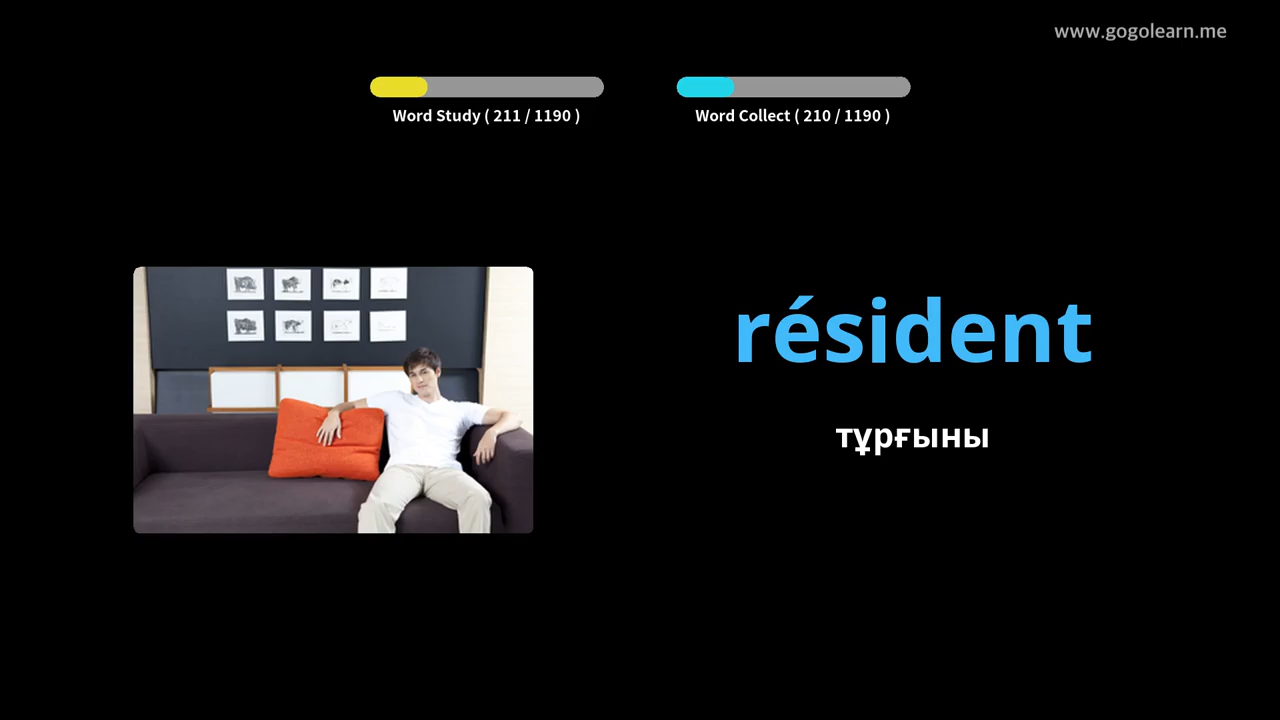 www.gogolearn.me
Word Study ( 211 / 1190 )
Word Collect ( 210 / 1190 )
résident
тұрғыны